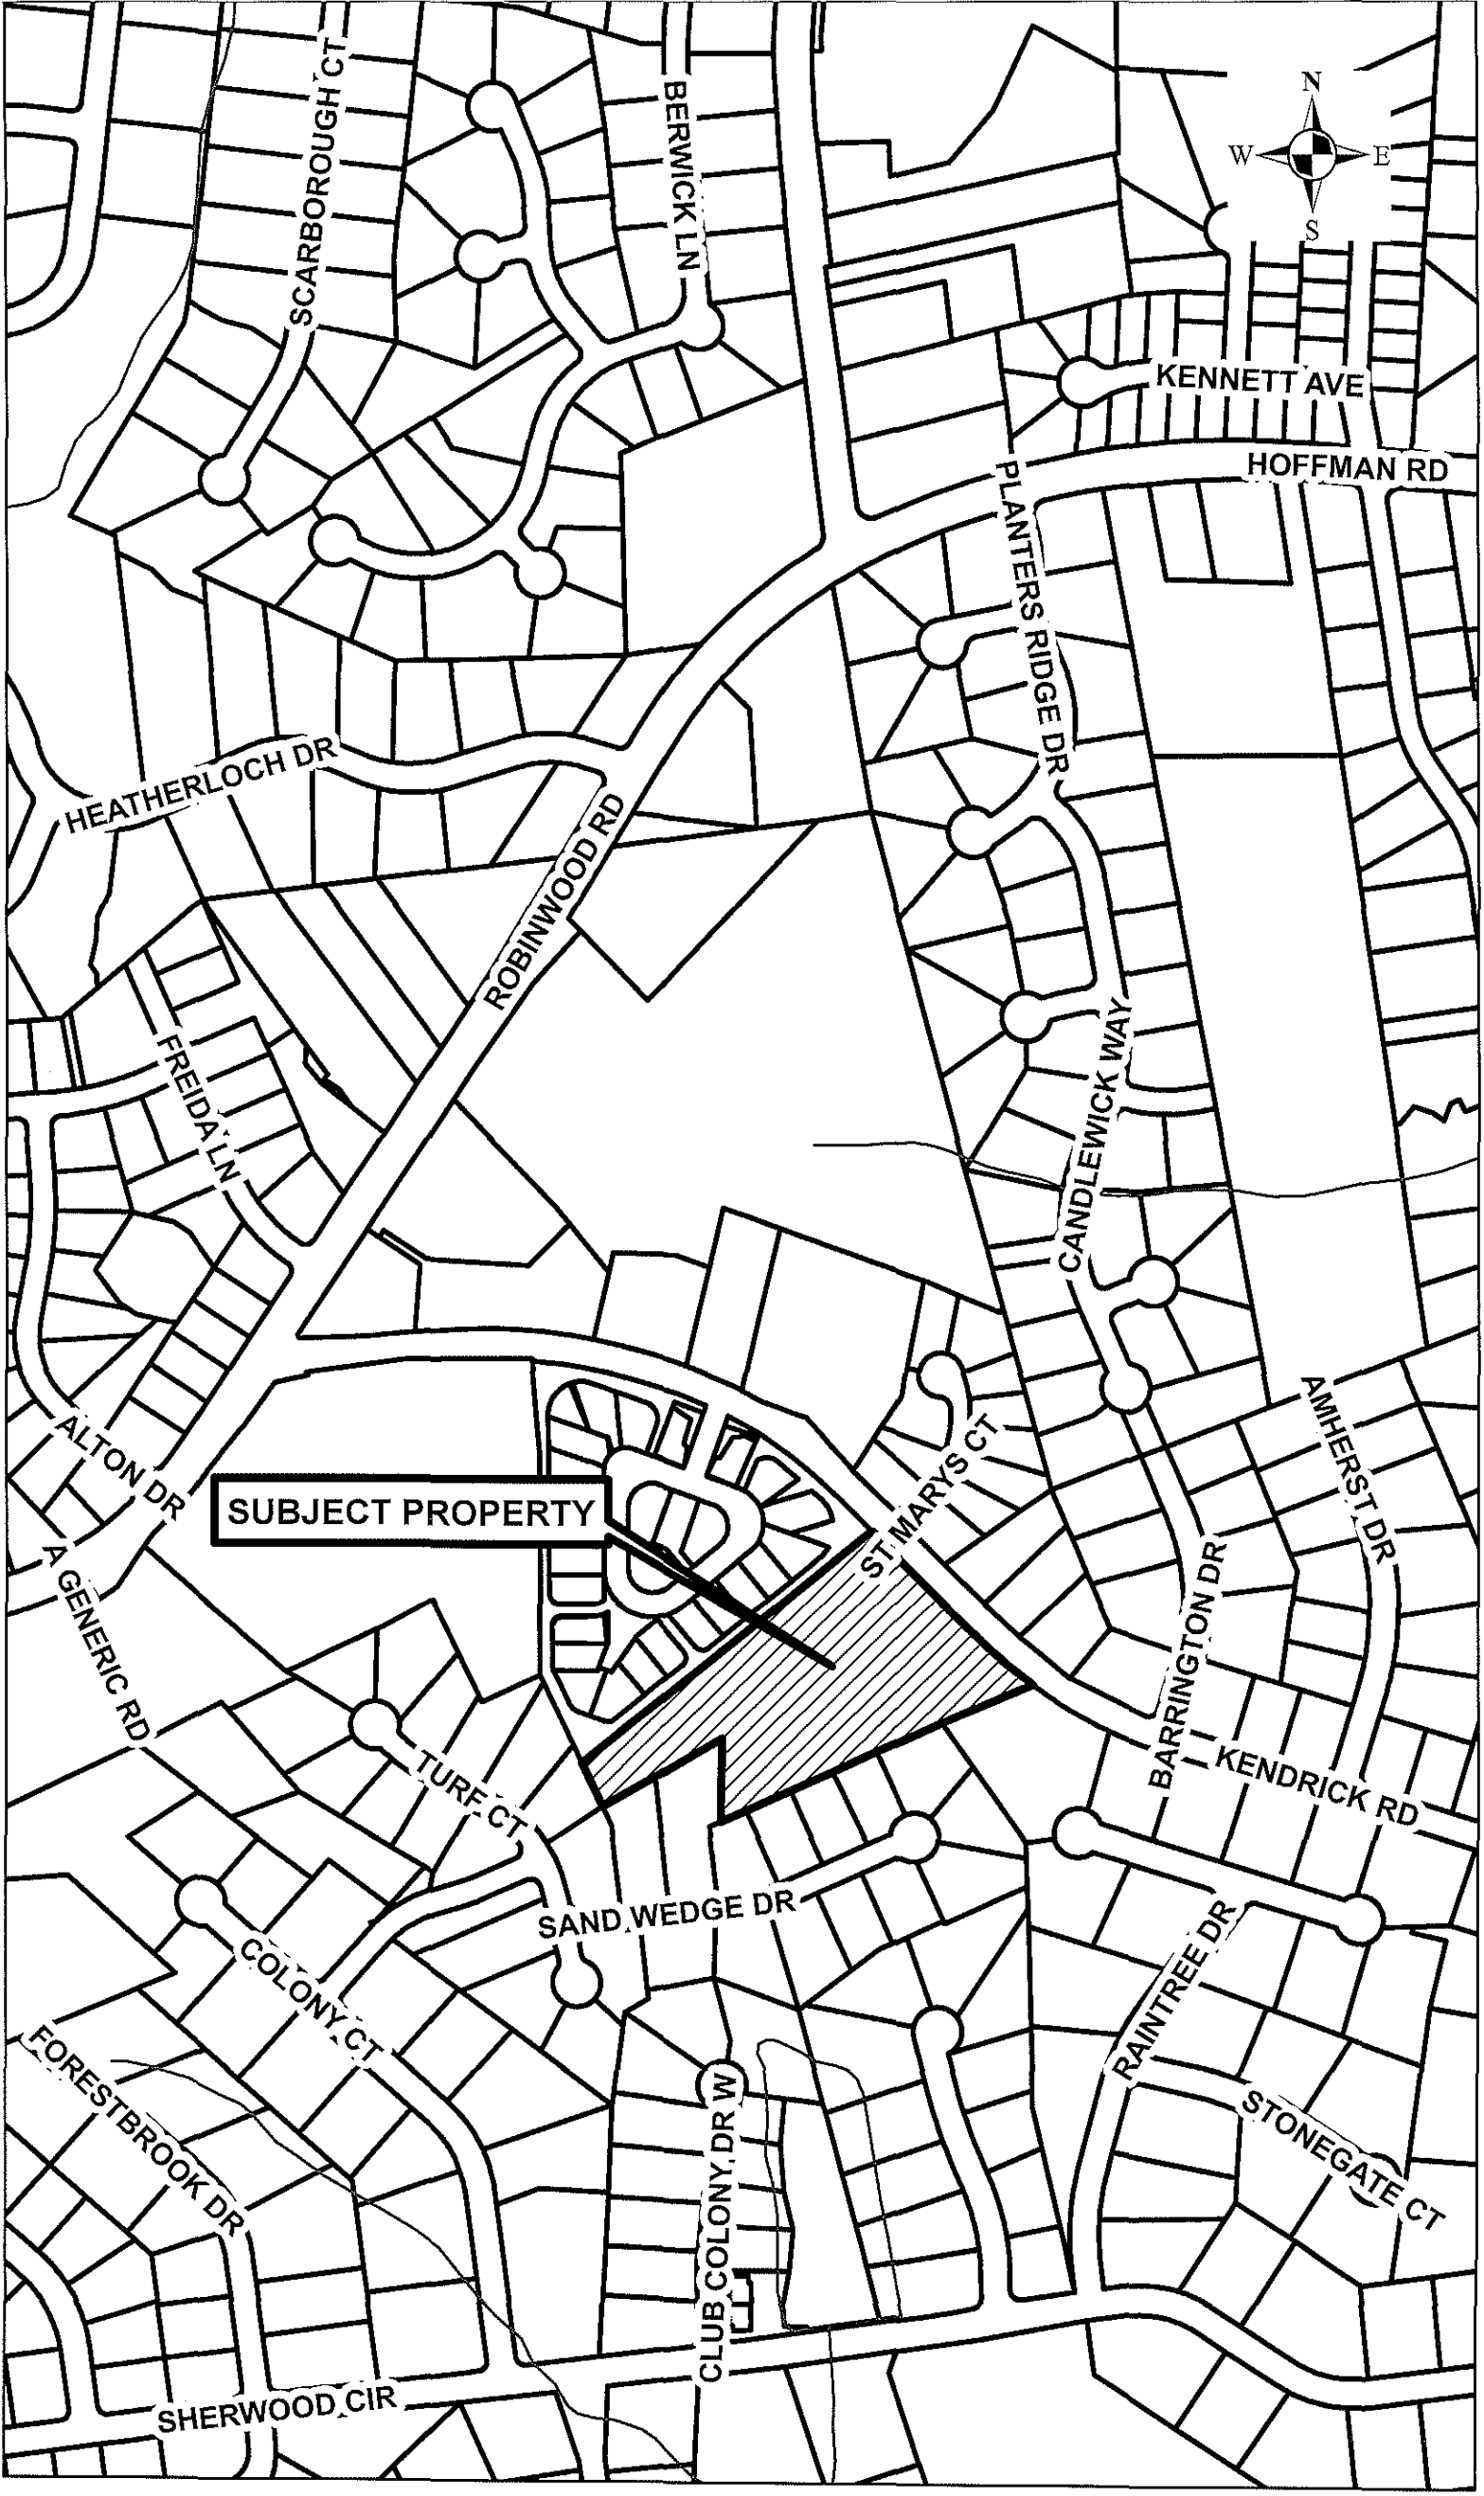 SCARBOROUGH CT
BERWICK LN
N
W
E
S
KENNETT AVE
HOFFMAN RD
PLANTERS RIDGE DR
HEATHERLOCH DR
ROBINWOOD RD
FREIDA LN
CANDLEWICK WAY
ST MARYS CT
AMHERST DR
ALTON DR
SUBJECT PROPERTY
A GENERIC RD
BARRINGTON DR
KENDRICK RD
TURF CT
SAND WEDGE DR
COLONY CT
RAINTREE DR
FORESTBROOK DR
STONEGATE CT
CLUB COLONY DR W
SHERWOOD CIR